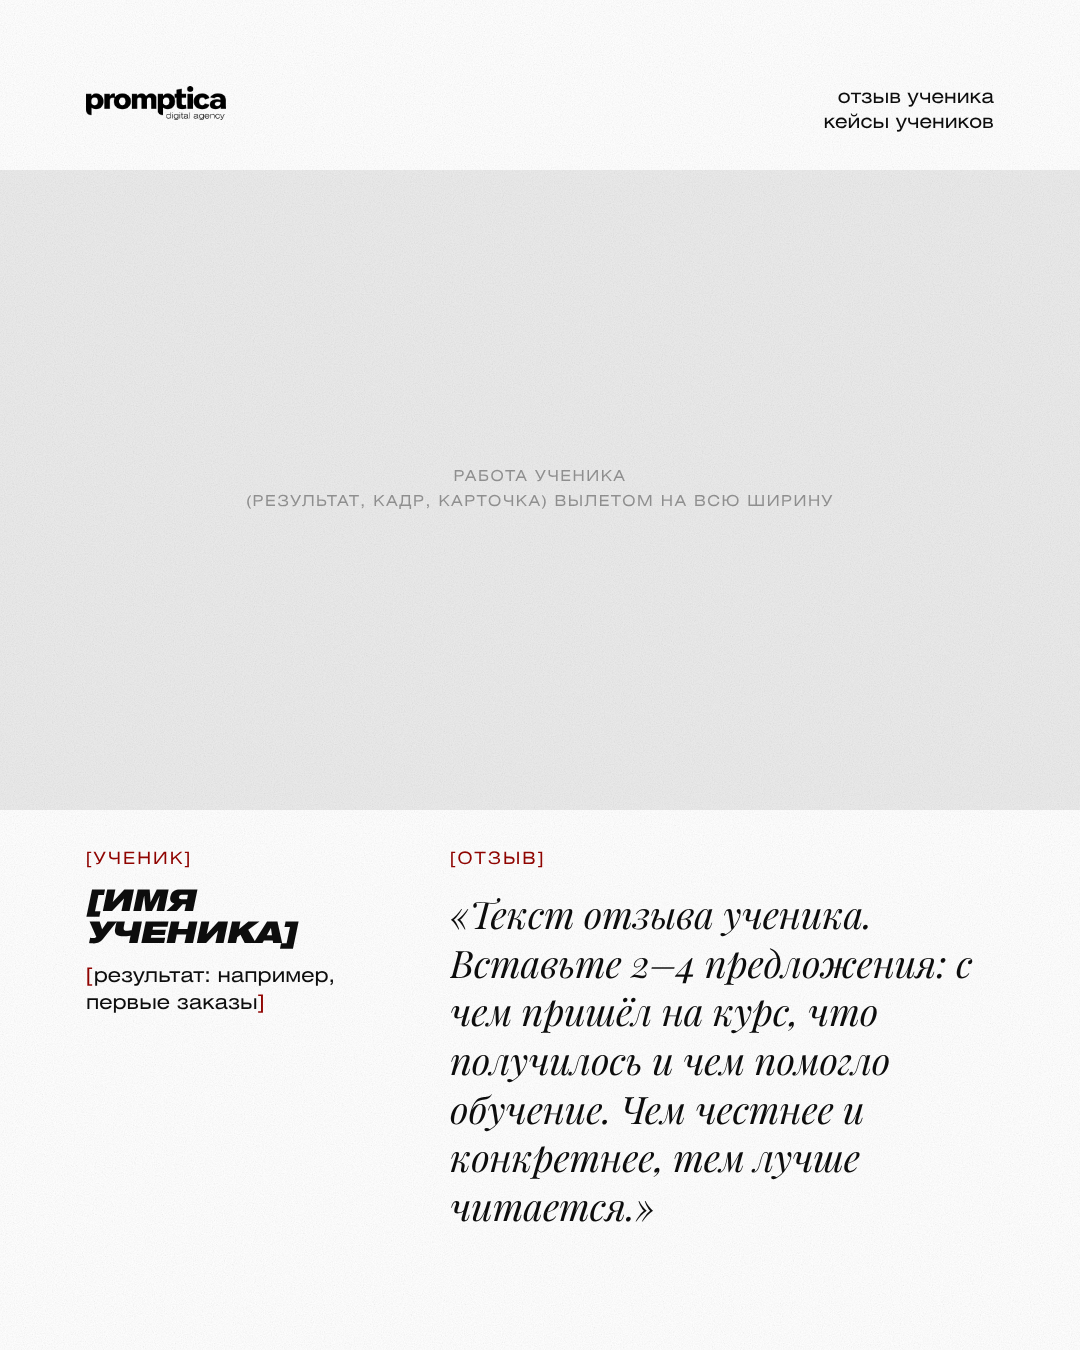 promptica
digital agency
отзыв ученика
кейсы учеников
РАБОТА УЧЕНИКА
(РЕЗУЛЬТАТ, КАДР, КАРТОЧКА) ВЫЛЕТОМ НА ВСЮ ШИРИНУ
[УЧЕНИК]
[ИМЯ
УЧЕНИКА]
[результат: например,
первые заказы]
[ОТЗЫВ]
«Текст отзыва ученика.
Вставьте 2–4 предложения: с
чем пришёл на курс, что
получилось и чем помогло
обучение. Чем честнее и
конкретнее, тем лучше
читается.»